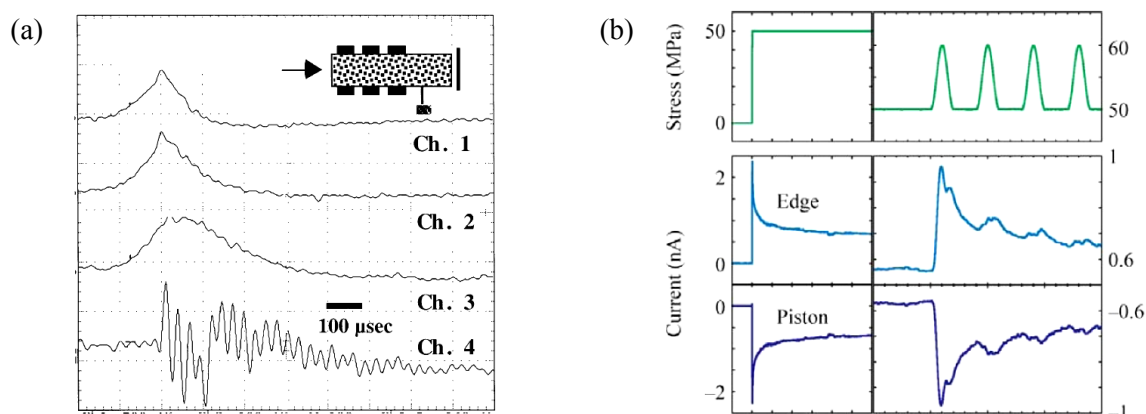 (a)
Ch. 1
Ch. 2
Ch. 3
100 µsec
Ch. 4
(b)
Stress (MPa)
50
0
60
50
Current (nA)
2
0
Edge
1
0.6
0
−2
Piston
−0.6
−1